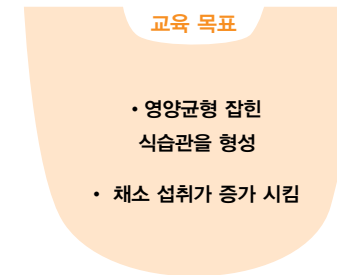 교육 목표
• 영양균형 잡힌
식습관을 형성
• 채소 섭취가 증가 시킴